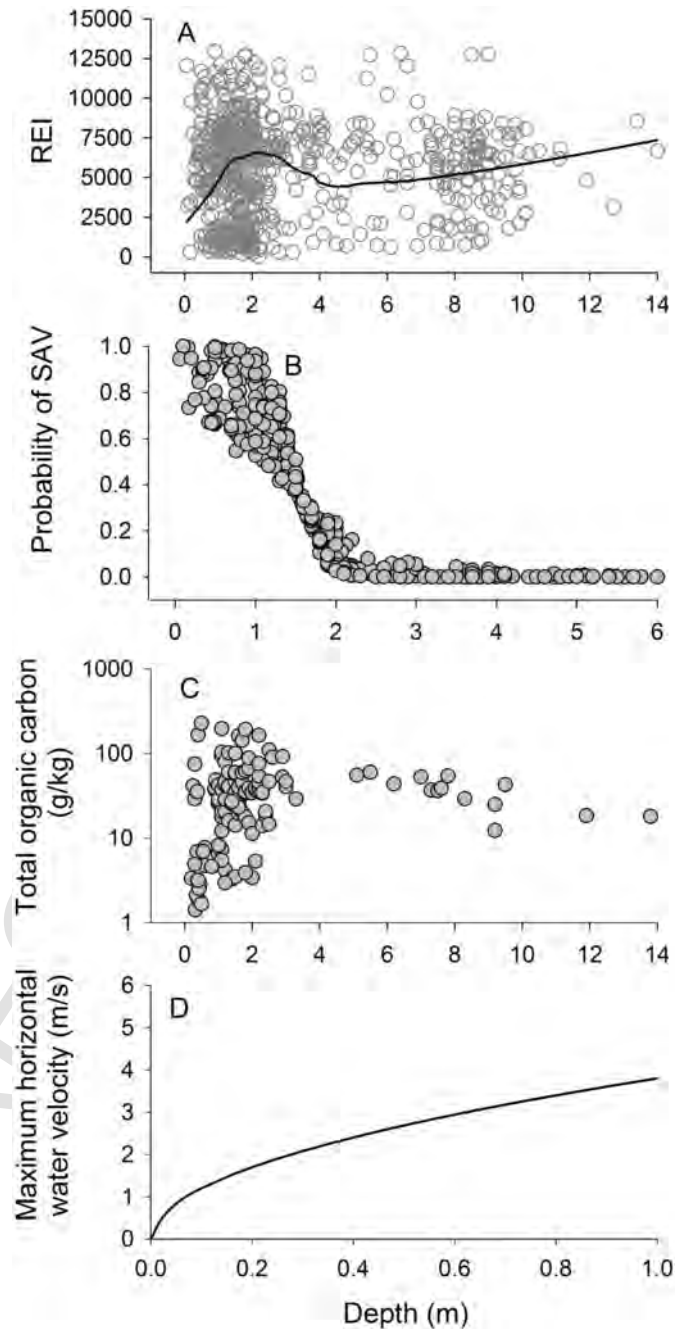 A
15000
12500
10000
7500
5000
2500
0
REI
0 2 4 6 8 10 12 14
B
1.0
0.8
0.6
0.4
0.2
0.0
Probability of SAV
0 1 2 3 4 5 6
C
1000
100
10
1
Total organic carbon
(g/kg)
0 2 4 6 8 10 12 14
D
6
5
4
3
2
1
0
Maximum horizontal
water velocity (m/s)
0.0 0.2 0.4 0.6 0.8 1.0
Depth (m)